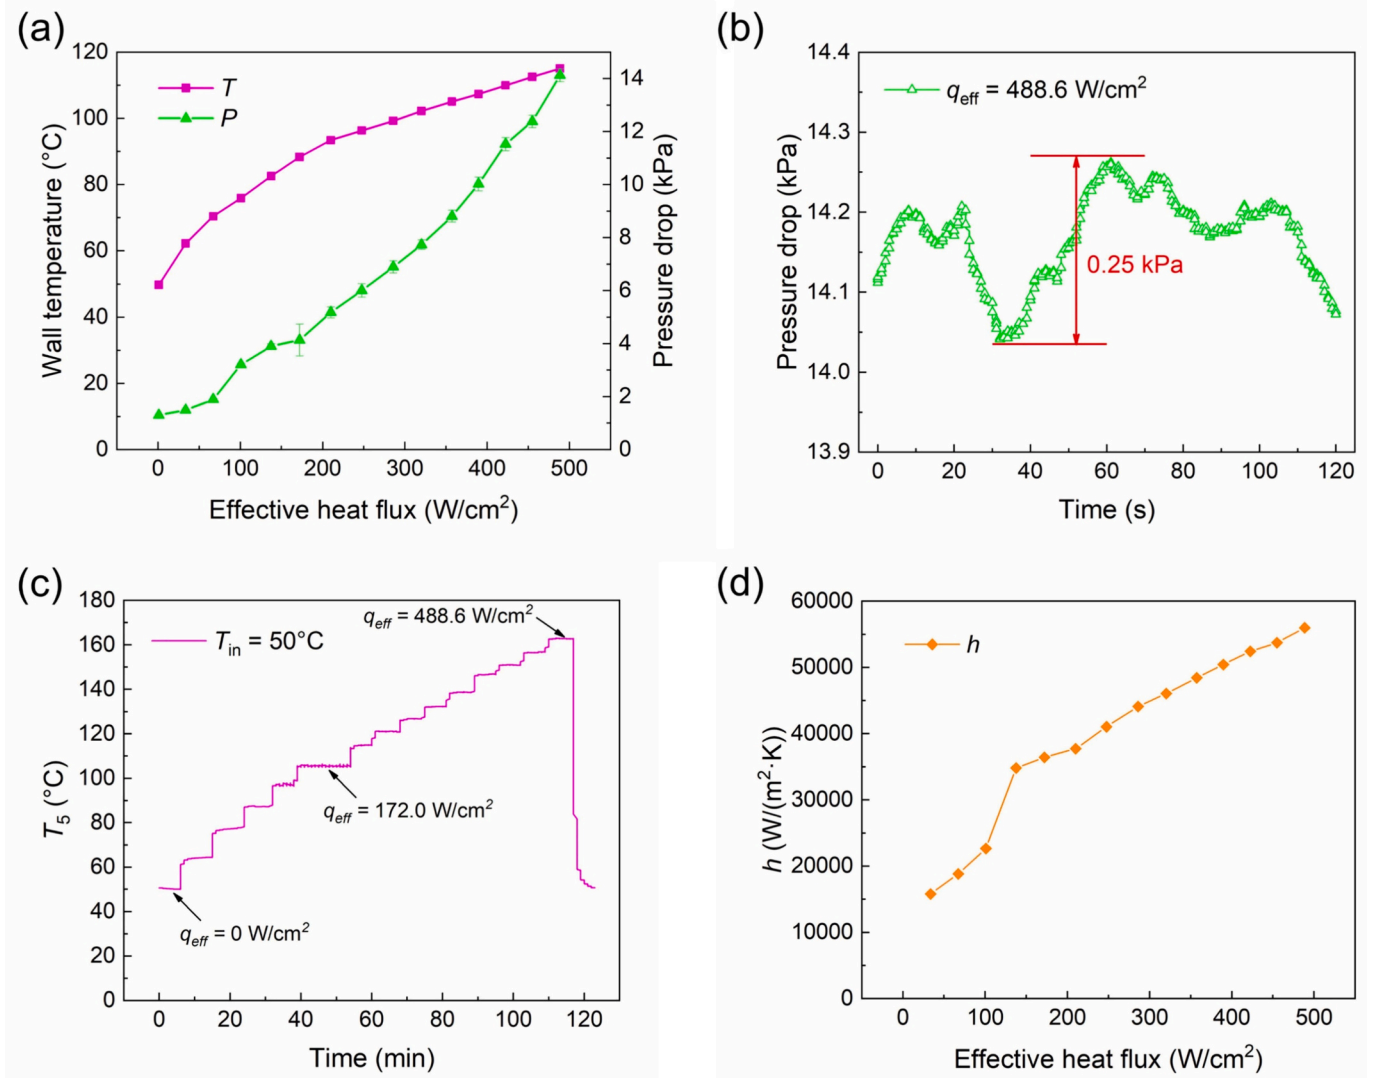 (a)
120
100
80
60
40
20
0
Wall temperature (°C)
T
P
14
12
10
8
6
4
2
0
Pressure drop (kPa)
0 100 200 300 400 500
Effective heat flux (W/cm²)
(b)
14.4
14.3
14.2
14.1
14.0
13.9
Pressure drop (kPa)
qeff = 488.6 W/cm²
0.25 kPa
0 20 40 60 80 100 120
Time (s)
(c)
180
160
140
120
100
80
60
40
20
0
T5 (°C)
Tin = 50°C
qeff = 488.6 W/cm²
qeff = 172.0 W/cm²
qeff = 0 W/cm²
0 20 40 60 80 100 120
Time (min)
(d)
60000
50000
40000
30000
20000
10000
0
h (W/(m²·K))
h
0 100 200 300 400 500
Effective heat flux (W/cm²)